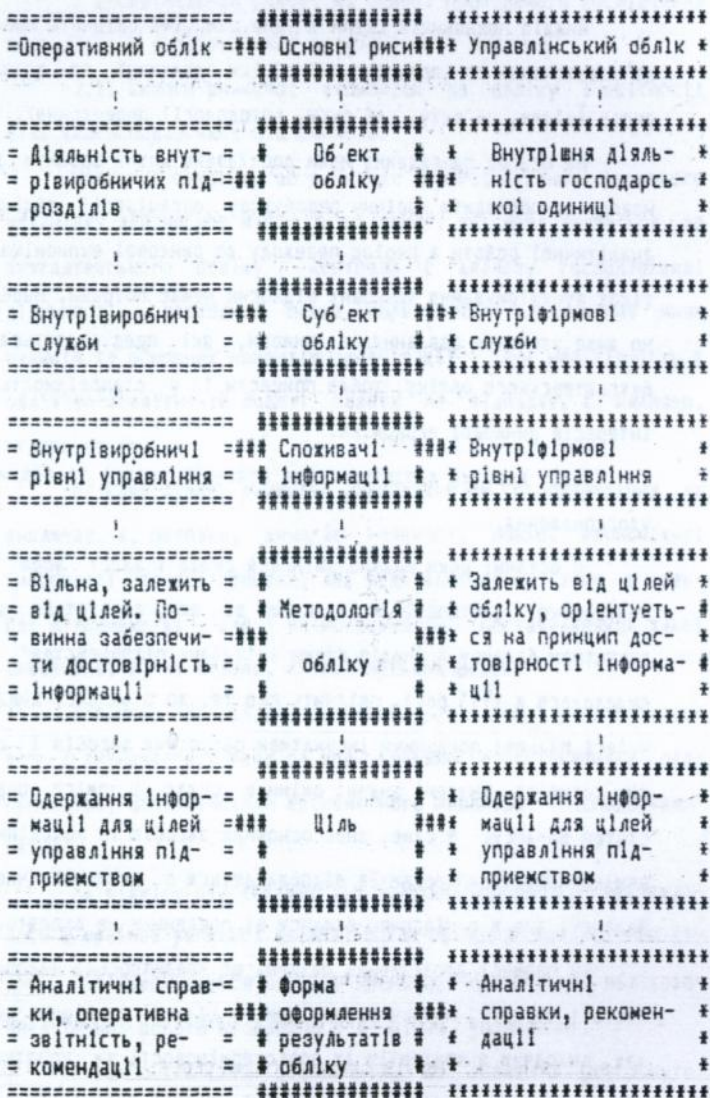 =Оперативний облік =### Основні риси###* Управлінський облік *
= Діяльність внут- = # Об'єкт # * Внутрішня діяль- *
= рівиробничих під-=### обліку ###* ність господарсь- *
= розділів = # # * кої одиниці *
= Внутрівиробничі =### Суб'єкт ###* Внутріфірмові *
= служби = # обліку # * служби *
= Внутрівиробничі =### Споживачі ###* Внутріфірмові *
= рівні управління =### інформації ###* рівні управління *
= Вільна, залежить = # # * Залежить від цілей *
= від цілей. По- = # Методологія # * обліку, орієнтуєть- #
= винна забезпечи- =### ###* ся на принцип дос- *
= ти достовірність = # обліку # * товірності інформа- #
= інформації = # # * ції *
= Одержання інфор- = # # * Одержання інфор- *
= мації для цілей =### Ціль ###* мації для цілей *
= управління під- = # # * управління під- *
= приємством = # # * приємством *
= Аналітичні справ- = # форма # * Аналітичні *
= ки, оперативна =### оформлення ###* справки, рекомен- *
= звітність, ре- = # результатів # * дації *
= комендації = # обліку # * *